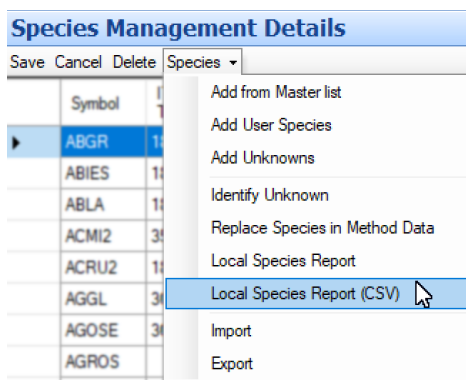 Species Management Details
Save Cancel Delete Species
Symbol
Add from Master list
Add User Species
ABGR
Add Unknowns
ABIES
Identify Unknown
ABLA
Replace Species in Method Data
ACMI2
Local Species Report
ACRU2
Local Species Report (CSV)
AGGL
AGOSE
Import
AGROS
Export